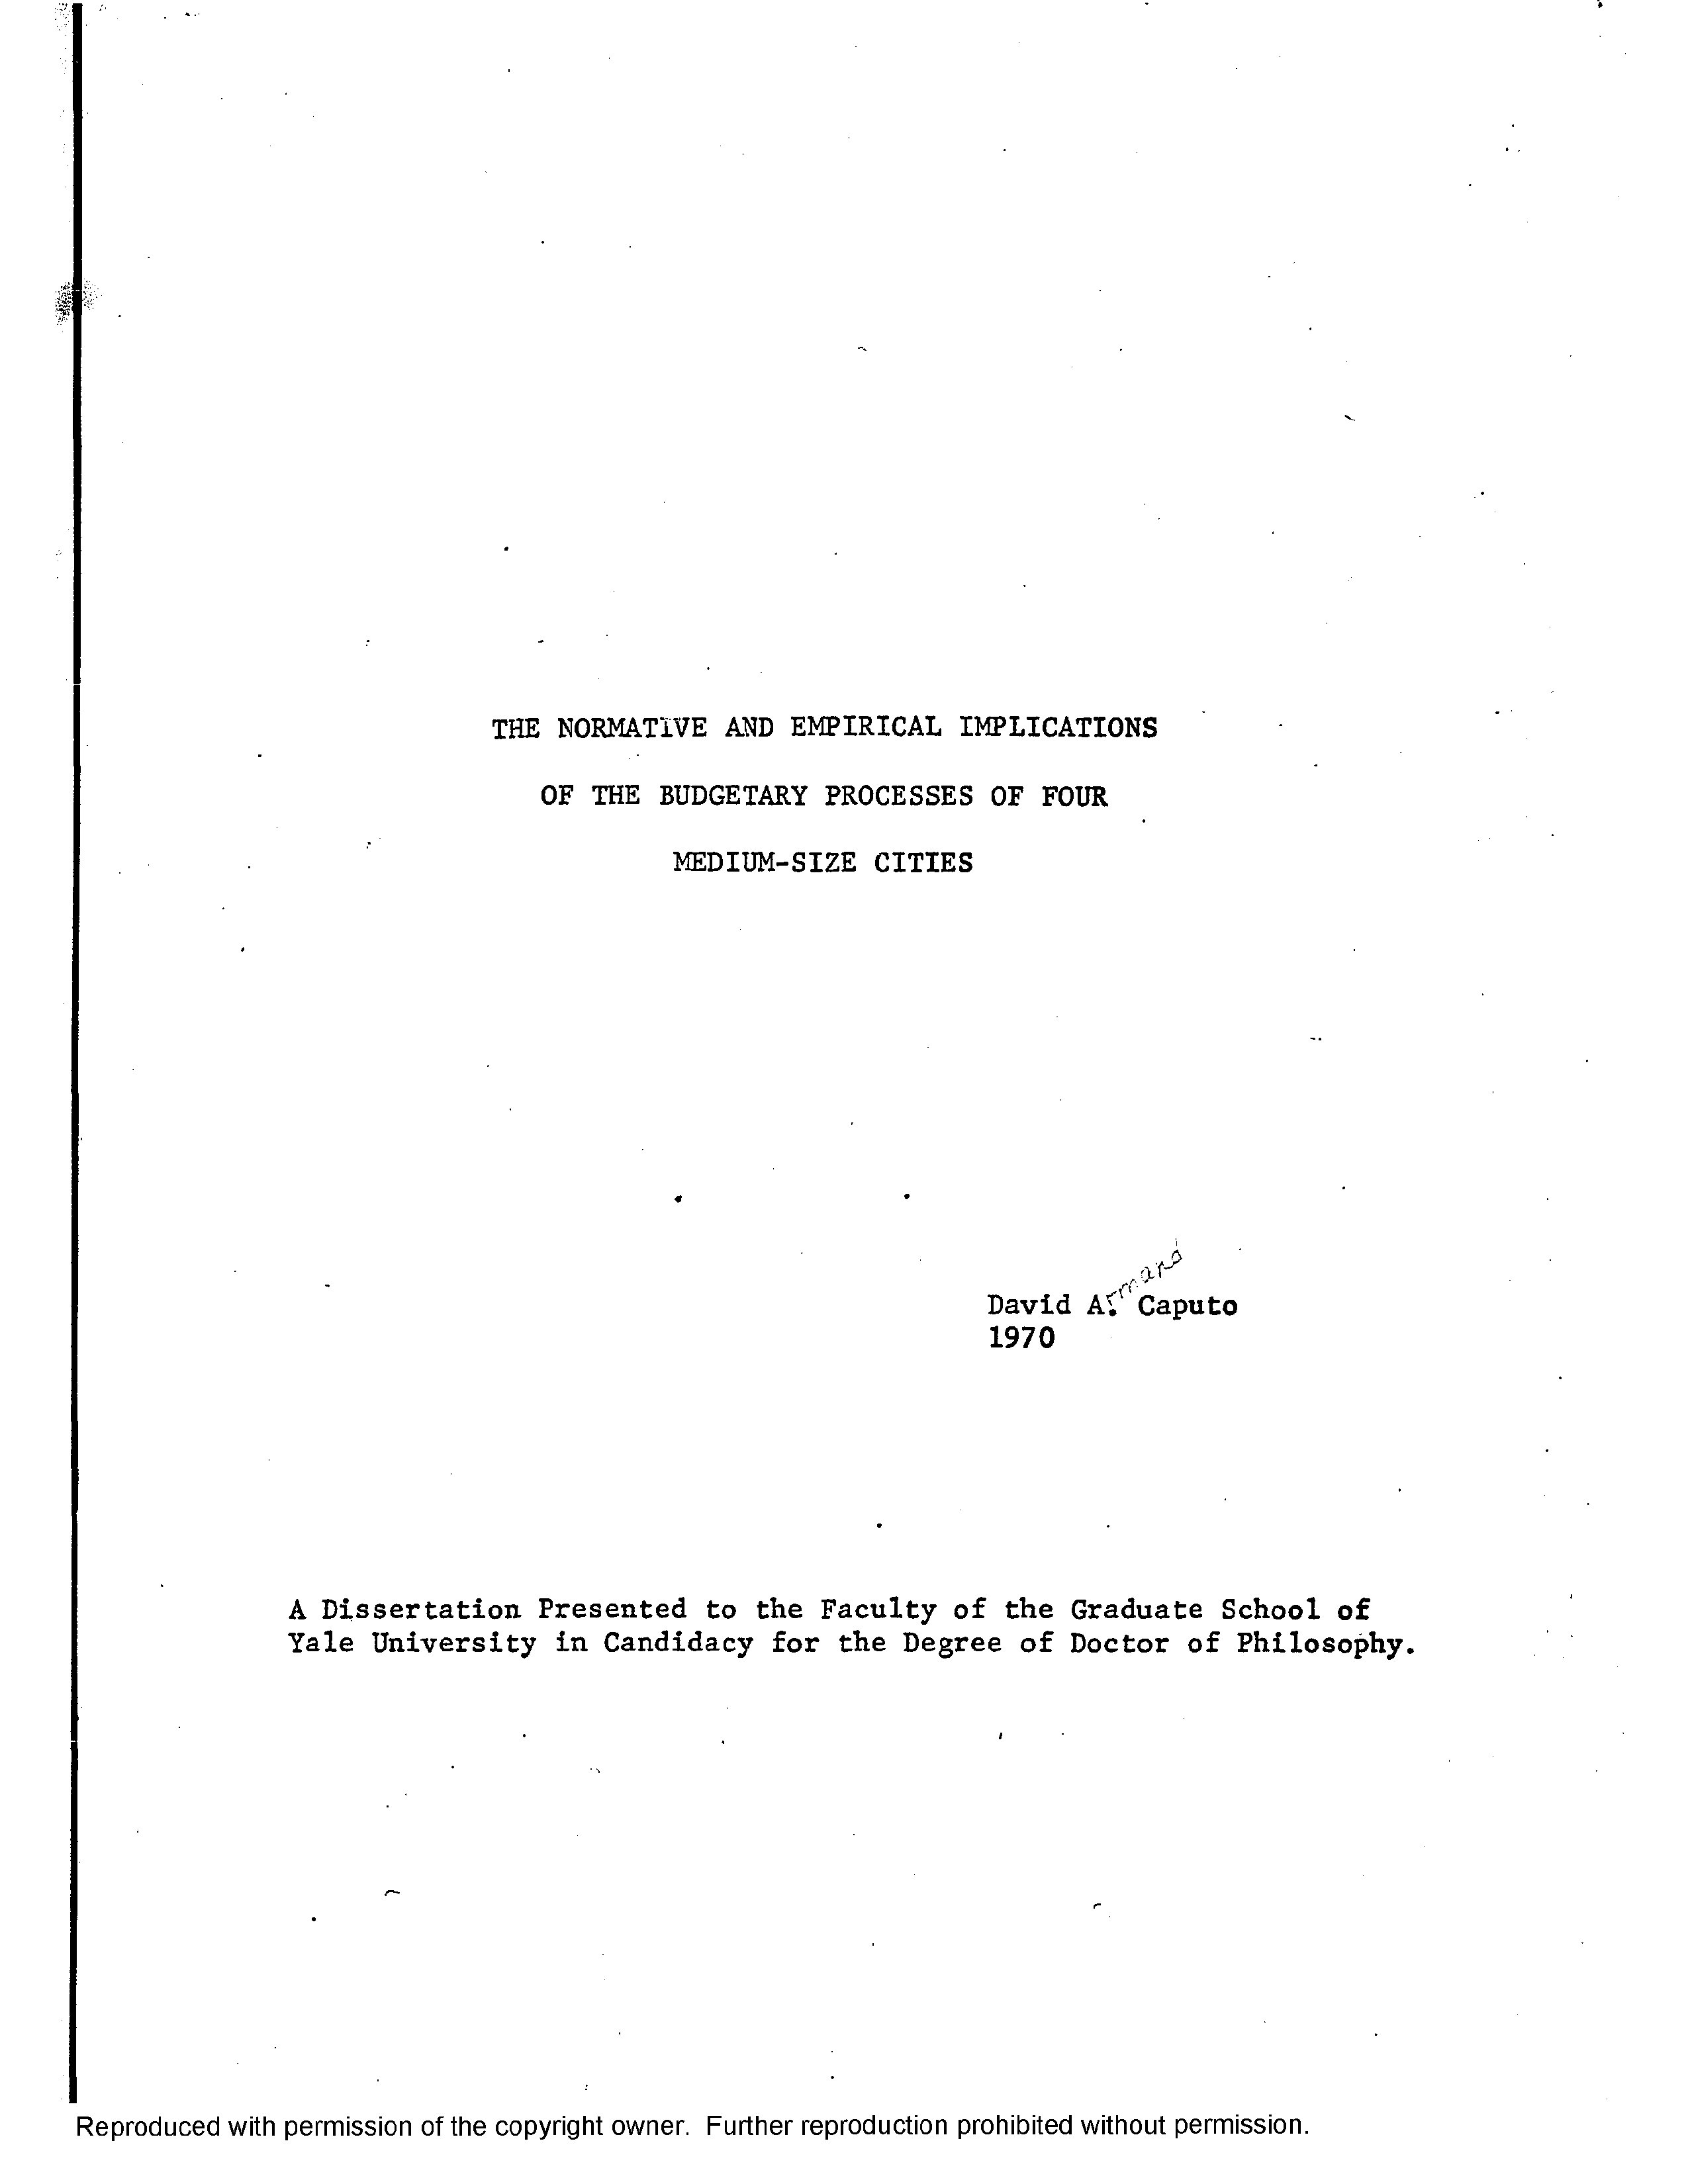 THE NORMATIVE AND EMPIRICAL IMPLICATIONS
OF THE BUDGETARY PROCESSES OF FOUR
MEDIUM-SIZE CITIES
rmand
David A. Caputo
1970
A Dissertation Presented to the Faculty of the Graduate School of
Yale University in Candidacy for the Degree of Doctor of Philosophy.
Reproduced with permission of the copyright owner. Further reproduction prohibited without permission.